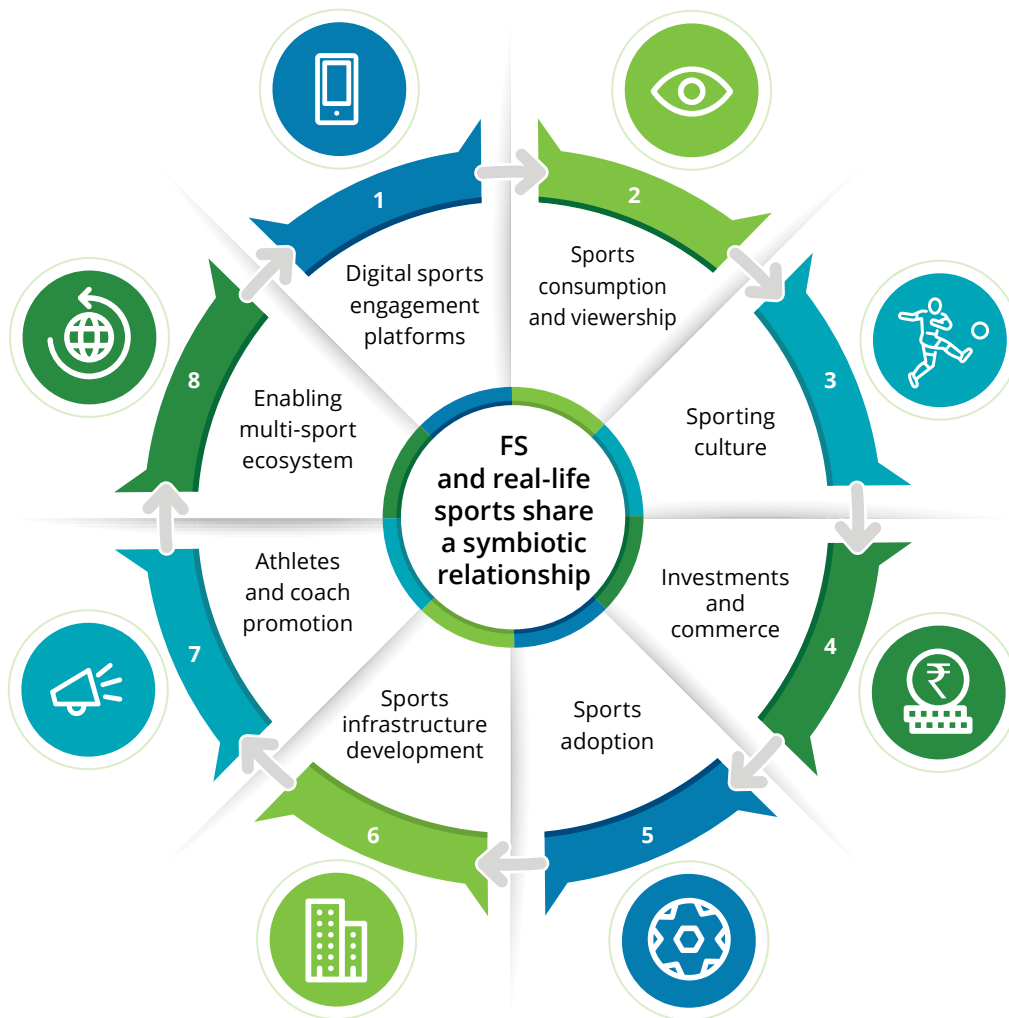 1
Digital sports
engagement
platforms
2
Sports
consumption
and viewership
3
Sporting
culture
4
Investments
and
commerce
5
Sports
adoption
6
Sports
infrastructure
development
7
Athletes
and coach
promotion
8
Enabling
multi-sport
ecosystem
FS
and real-life
sports share
a symbiotic
relationship
₹